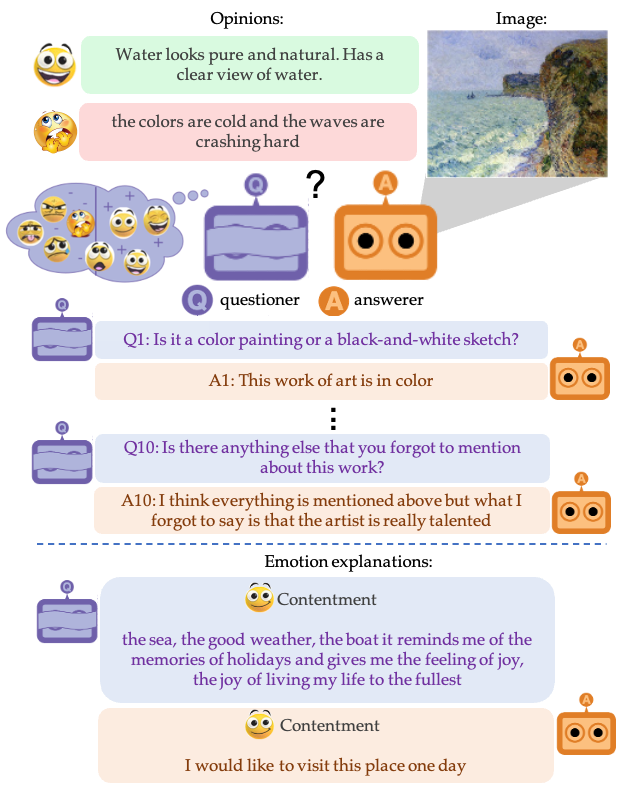 Opinions:
Image:
Water looks pure and natural. Has a
clear view of water.
the colors are cold and the waves are
crashing hard
Q
?
A
Q questioner
A answerer
Q
Q1: Is it a color painting or a black-and-white sketch?
A
A1: This work of art is in color
Q
Q10: Is there anything else that you forgot to mention
about this work?
A
A10: I think everything is mentioned above but what I
forgot to say is that the artist is really talented
Emotion explanations:
Q
Contentment
the sea, the good weather, the boat it reminds me of the
memories of holidays and gives me the feeling of joy,
the joy of living my life to the fullest
A
Contentment
I would like to visit this place one day